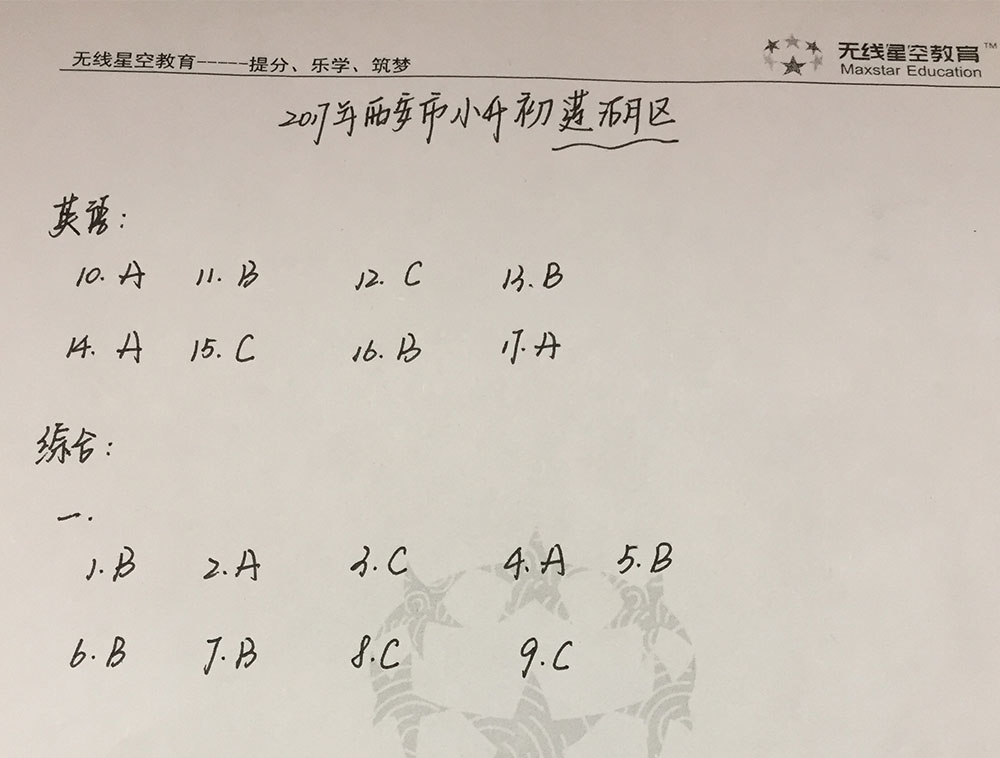 无线星空教育-----提分、乐学、筑梦
无线星空教育™
Maxstar Education
2017年西安市小升初莲湖区
英语:
10. A 11. B 12. C 13. B
14. A 15. C 16. B 17. A
综合:
一.
1. B 2. A 3. C 4. A 5. B
6. B 7. B 8. C 9. C